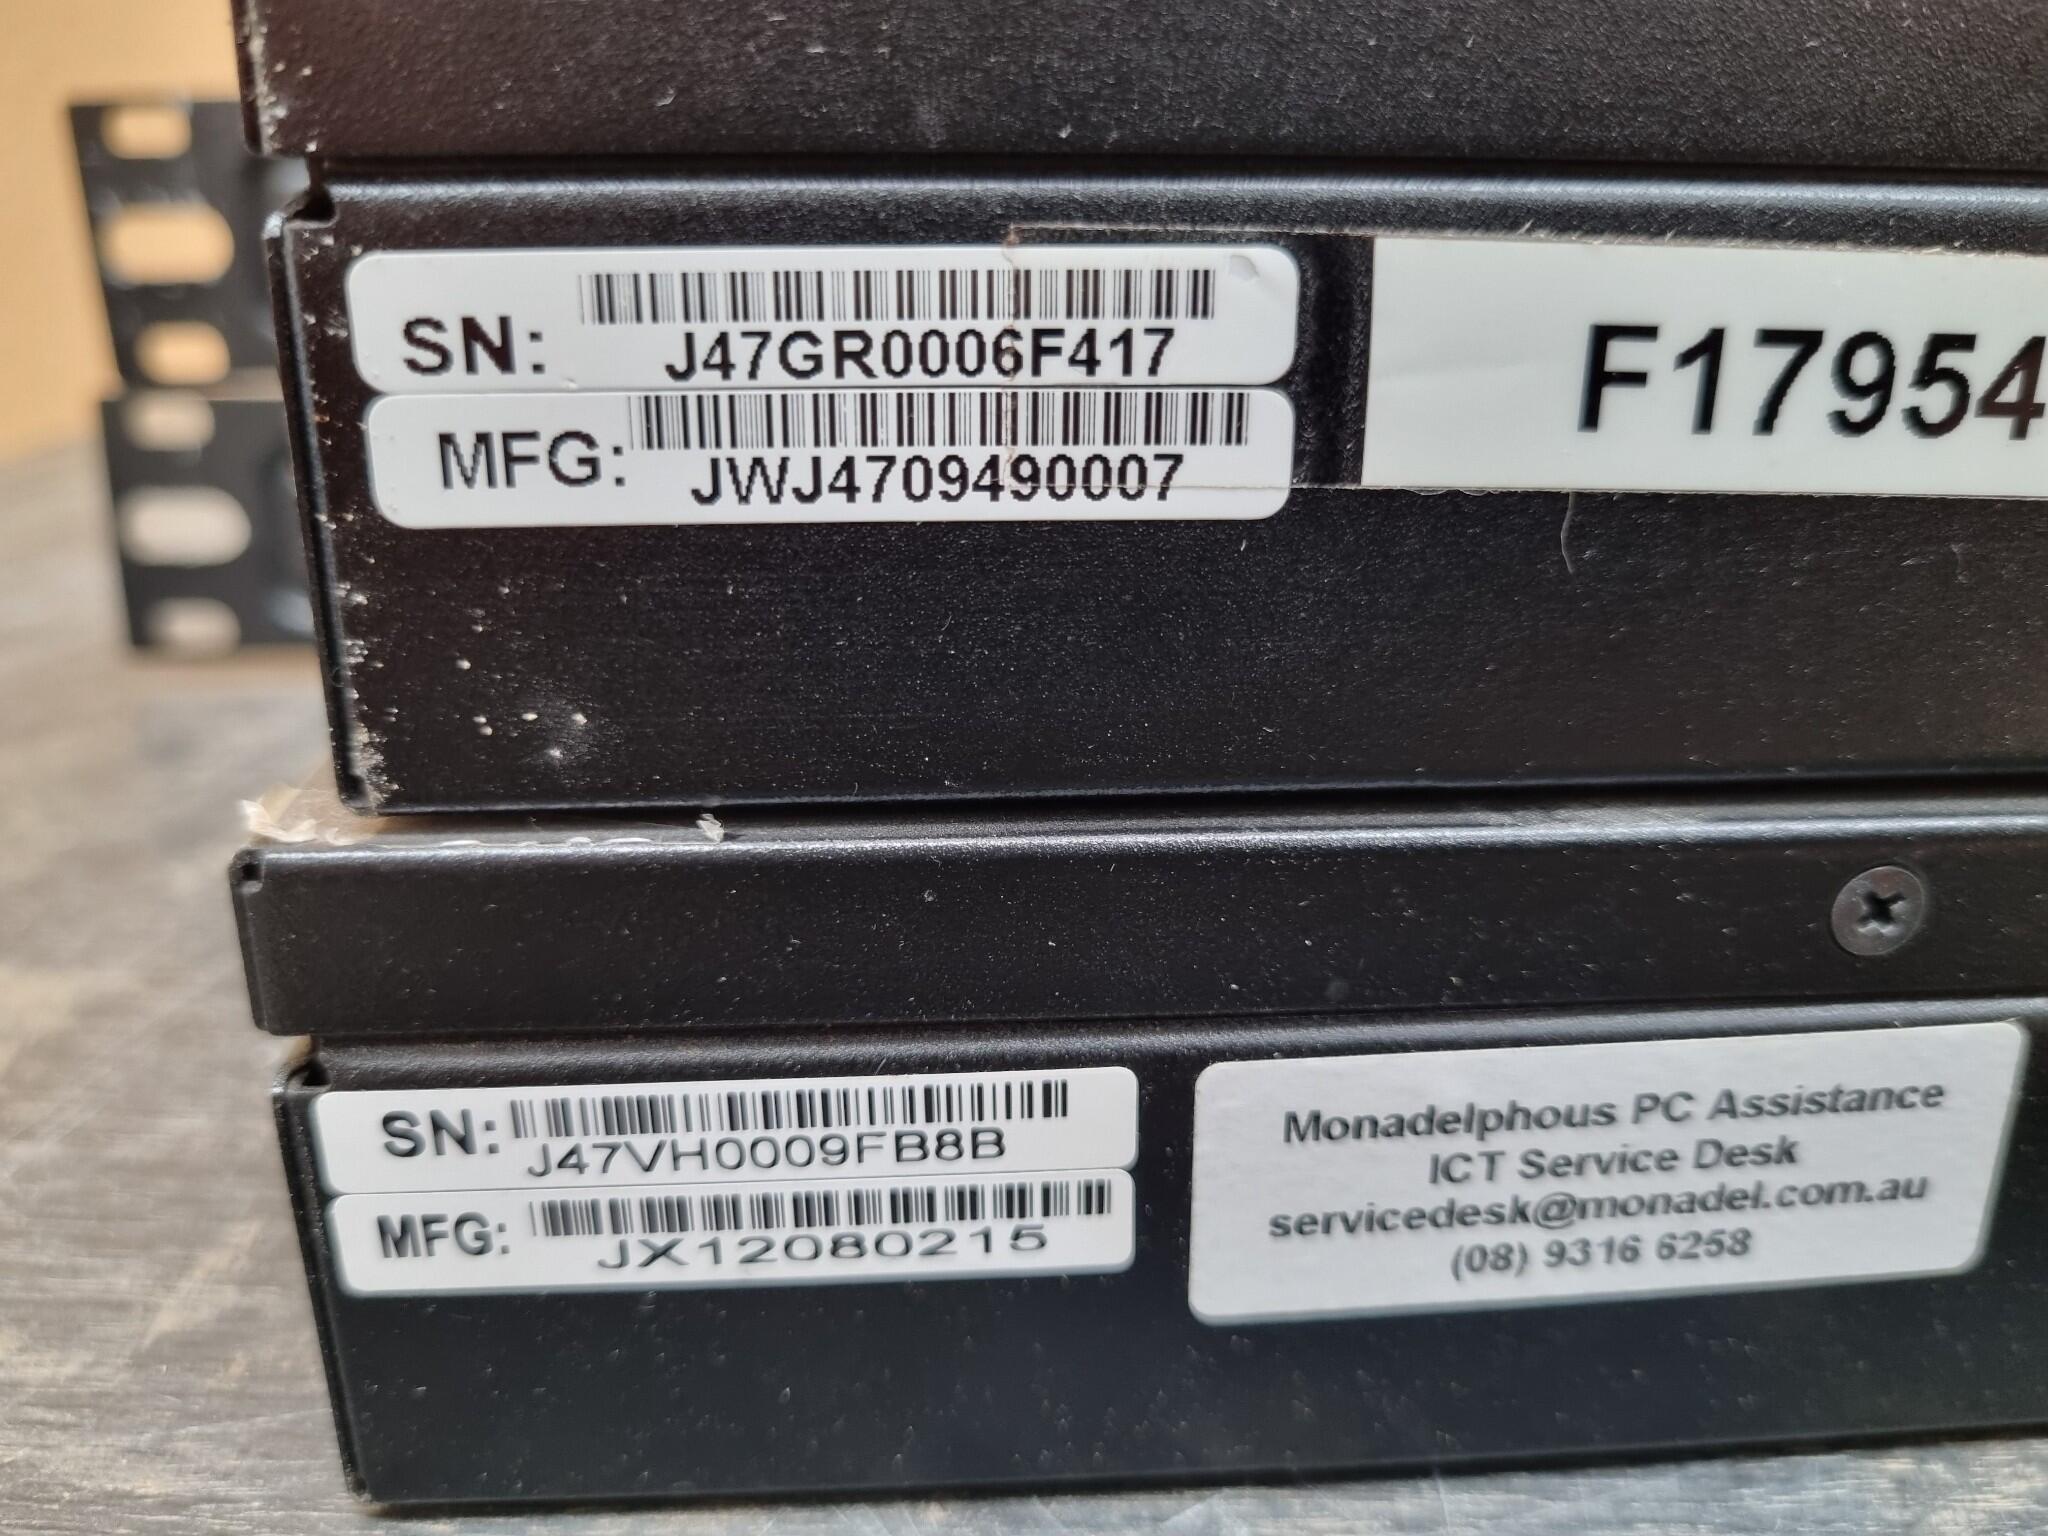 SN: J47GR0006F417
MFG: JWJ4709490007
F17954
SN: J47VH0009FB8B
MFG: JX12080215
Monadelphous PC Assistance
ICT Service Desk
servicedesk@monadel.com.au
(08) 9316 6258